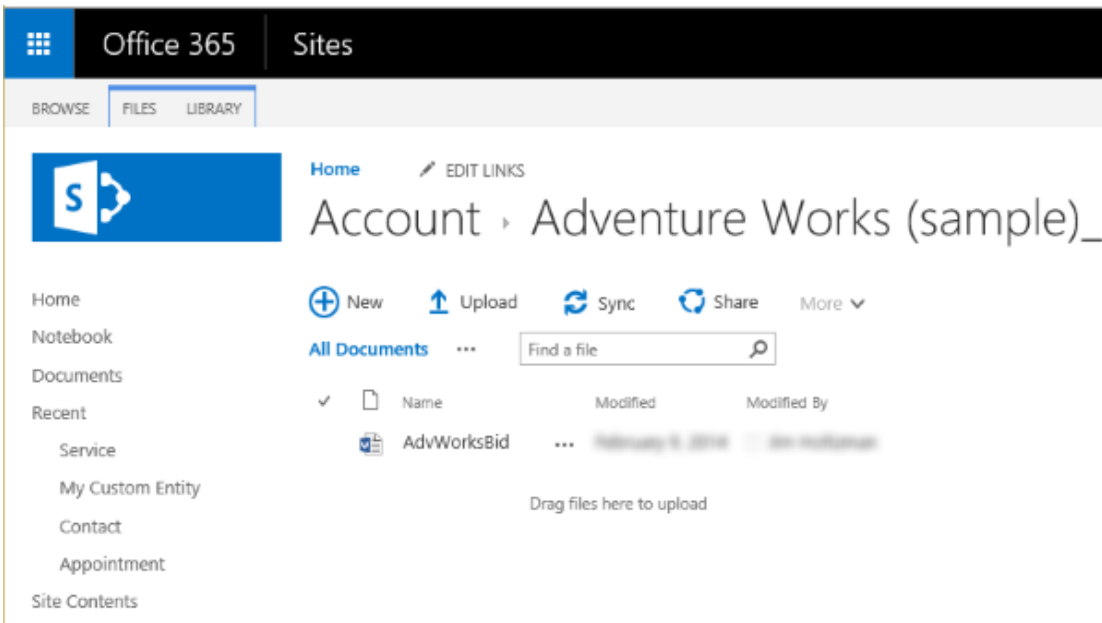 Office 365 Sites
BROWSE FILES LIBRARY
S
Home EDIT LINKS
Account Adventure Works (sample)_
New Upload Sync Share More
All Documents ... Find a file
Name Modified Modified By
AdvWorksBid ...
Drag files here to upload
Home
Notebook
Documents
Recent
Service
My Custom Entity
Contact
Appointment
Site Contents